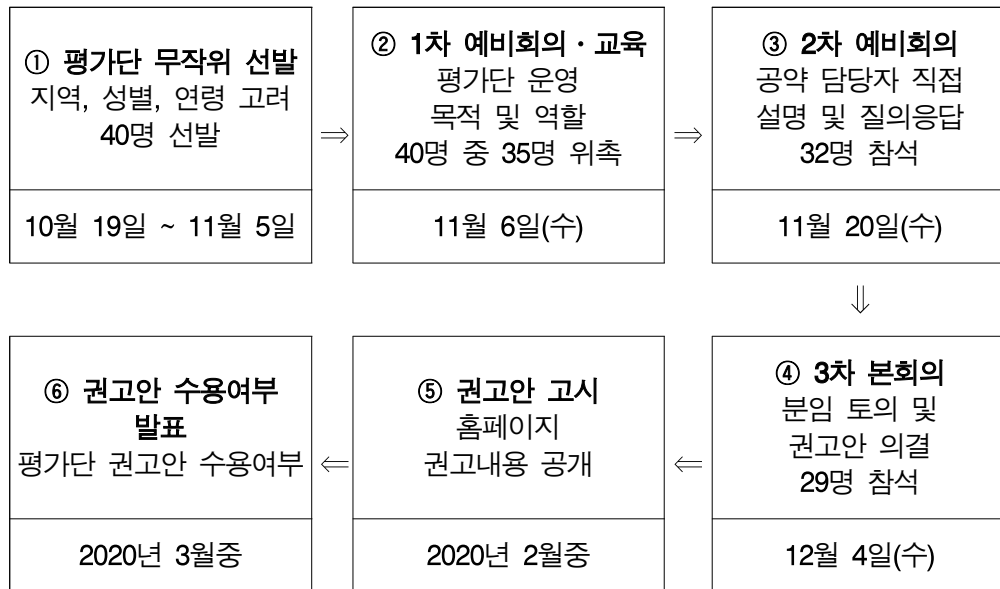 ① 평가단 무작위 선발
지역, 성별, 연령 고려
40명 선발
10월 19일 ~ 11월 5일
⇒
② 1차 예비회의·교육
평가단 운영
목적 및 역할
40명 중 35명 위촉
11월 6일(수)
⇒
③ 2차 예비회의
공약 담당자 직접
설명 및 질의응답
32명 참석
11월 20일(수)
⇓
④ 3차 본회의
분임 토의 및
권고안 의결
29명 참석
12월 4일(수)
⇐
⑤ 권고안 고시
홈페이지
권고내용 공개
2020년 2월중
⇐
⑥ 권고안 수용여부
발표
평가단 권고안 수용여부
2020년 3월중